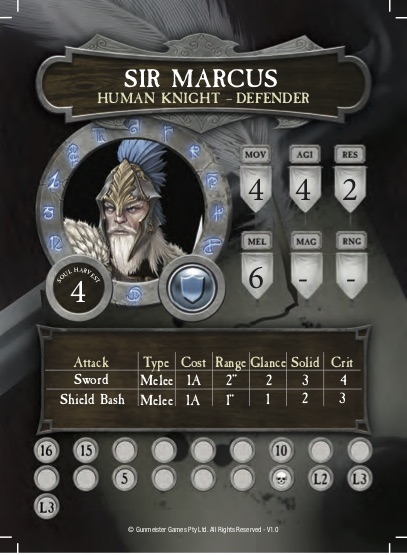 SIR MARCUS
HUMAN KNIGHT - DEFENDER
MOV AGI RES
4 4 2
MEL MAG RNG
6 - -
SOUL HARVEST
4
Attack Type Cost Range Glance Solid Crit
Sword Melee 1A 2" 2 3 4
Shield Bash Melee 1A 1" 1 2 3
16 15 10
5 L2 L3
L3
© Gunmeister Games Pty Ltd. All Rights Reserved - V1.0